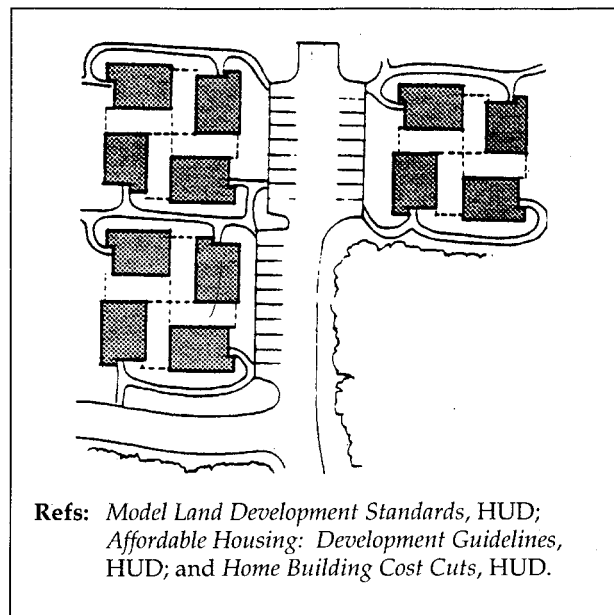 Refs: Model Land Development Standards, HUD;
Affordable Housing: Development Guidelines,
HUD; and Home Building Cost Cuts, HUD.